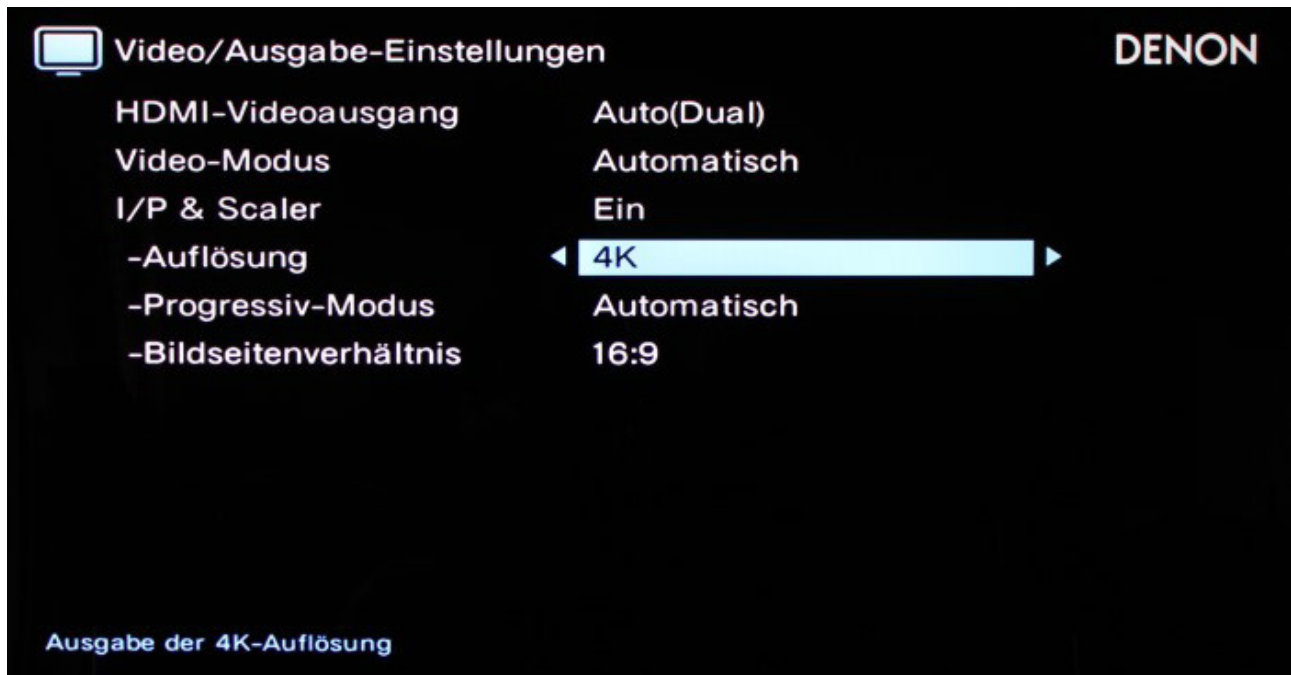 Video/Ausgabe-Einstellungen DENON
HDMI-Videoausgang Auto(Dual)
Video-Modus Automatisch
I/P & Scaler Ein
-Auflösung 4K
-Progressiv-Modus Automatisch
-Bildseitenverhältnis 16:9
Ausgabe der 4K-Auflösung